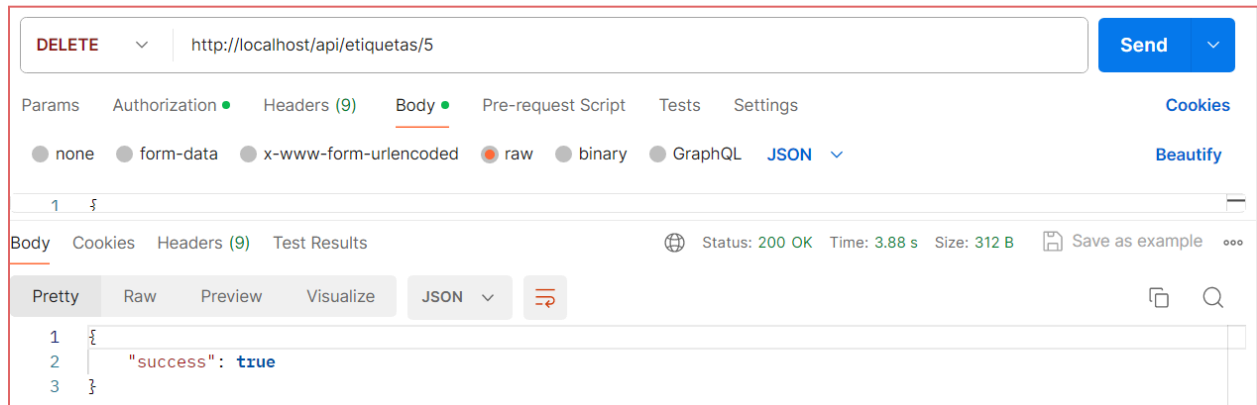 DELETE http://localhost/api/etiquetas/5 Send
Params Authorization Headers (9) Body Pre-request Script Tests Settings Cookies
none form-data x-www-form-urlencoded raw binary GraphQL JSON Beautify
1 {
Body Cookies Headers (9) Test Results Status: 200 OK Time: 3.88 s Size: 312 B Save as example
Pretty Raw Preview Visualize JSON
1 {
2 "success": true
3 }